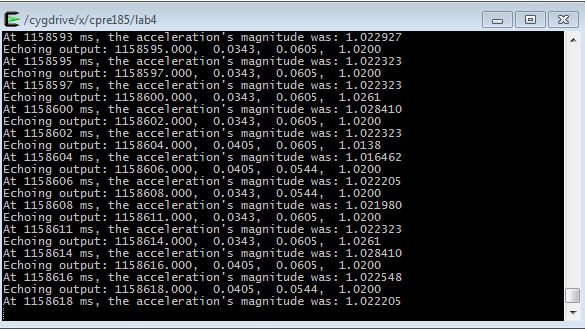 /cygdrive/x/cpre185/lab4
At 1158593 ms, the acceleration's magnitude was: 1.022927
Echoing output: 1158595.000, 0.0343, 0.0605, 1.0200
At 1158595 ms, the acceleration's magnitude was: 1.022323
Echoing output: 1158597.000, 0.0343, 0.0605, 1.0200
At 1158597 ms, the acceleration's magnitude was: 1.022323
Echoing output: 1158600.000, 0.0343, 0.0605, 1.0261
At 1158600 ms, the acceleration's magnitude was: 1.028410
Echoing output: 1158602.000, 0.0343, 0.0605, 1.0200
At 1158602 ms, the acceleration's magnitude was: 1.022323
Echoing output: 1158604.000, 0.0405, 0.0605, 1.0138
At 1158604 ms, the acceleration's magnitude was: 1.016462
Echoing output: 1158606.000, 0.0405, 0.0544, 1.0200
At 1158606 ms, the acceleration's magnitude was: 1.022205
Echoing output: 1158608.000, 0.0343, 0.0544, 1.0200
At 1158608 ms, the acceleration's magnitude was: 1.021980
Echoing output: 1158611.000, 0.0343, 0.0605, 1.0200
At 1158611 ms, the acceleration's magnitude was: 1.022323
Echoing output: 1158614.000, 0.0343, 0.0605, 1.0261
At 1158614 ms, the acceleration's magnitude was: 1.028410
Echoing output: 1158616.000, 0.0405, 0.0605, 1.0200
At 1158616 ms, the acceleration's magnitude was: 1.022548
Echoing output: 1158618.000, 0.0405, 0.0544, 1.0200
At 1158618 ms, the acceleration's magnitude was: 1.022205